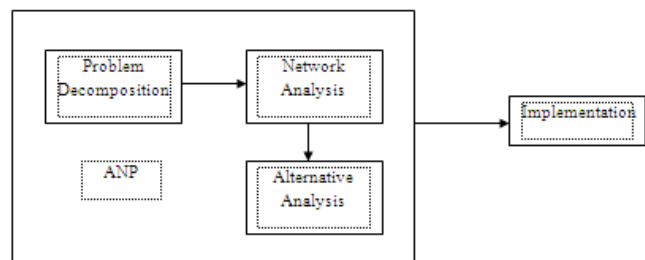 Problem
Decomposition
Network
Analysis
Implementation
ANP
Alternative
Analysis